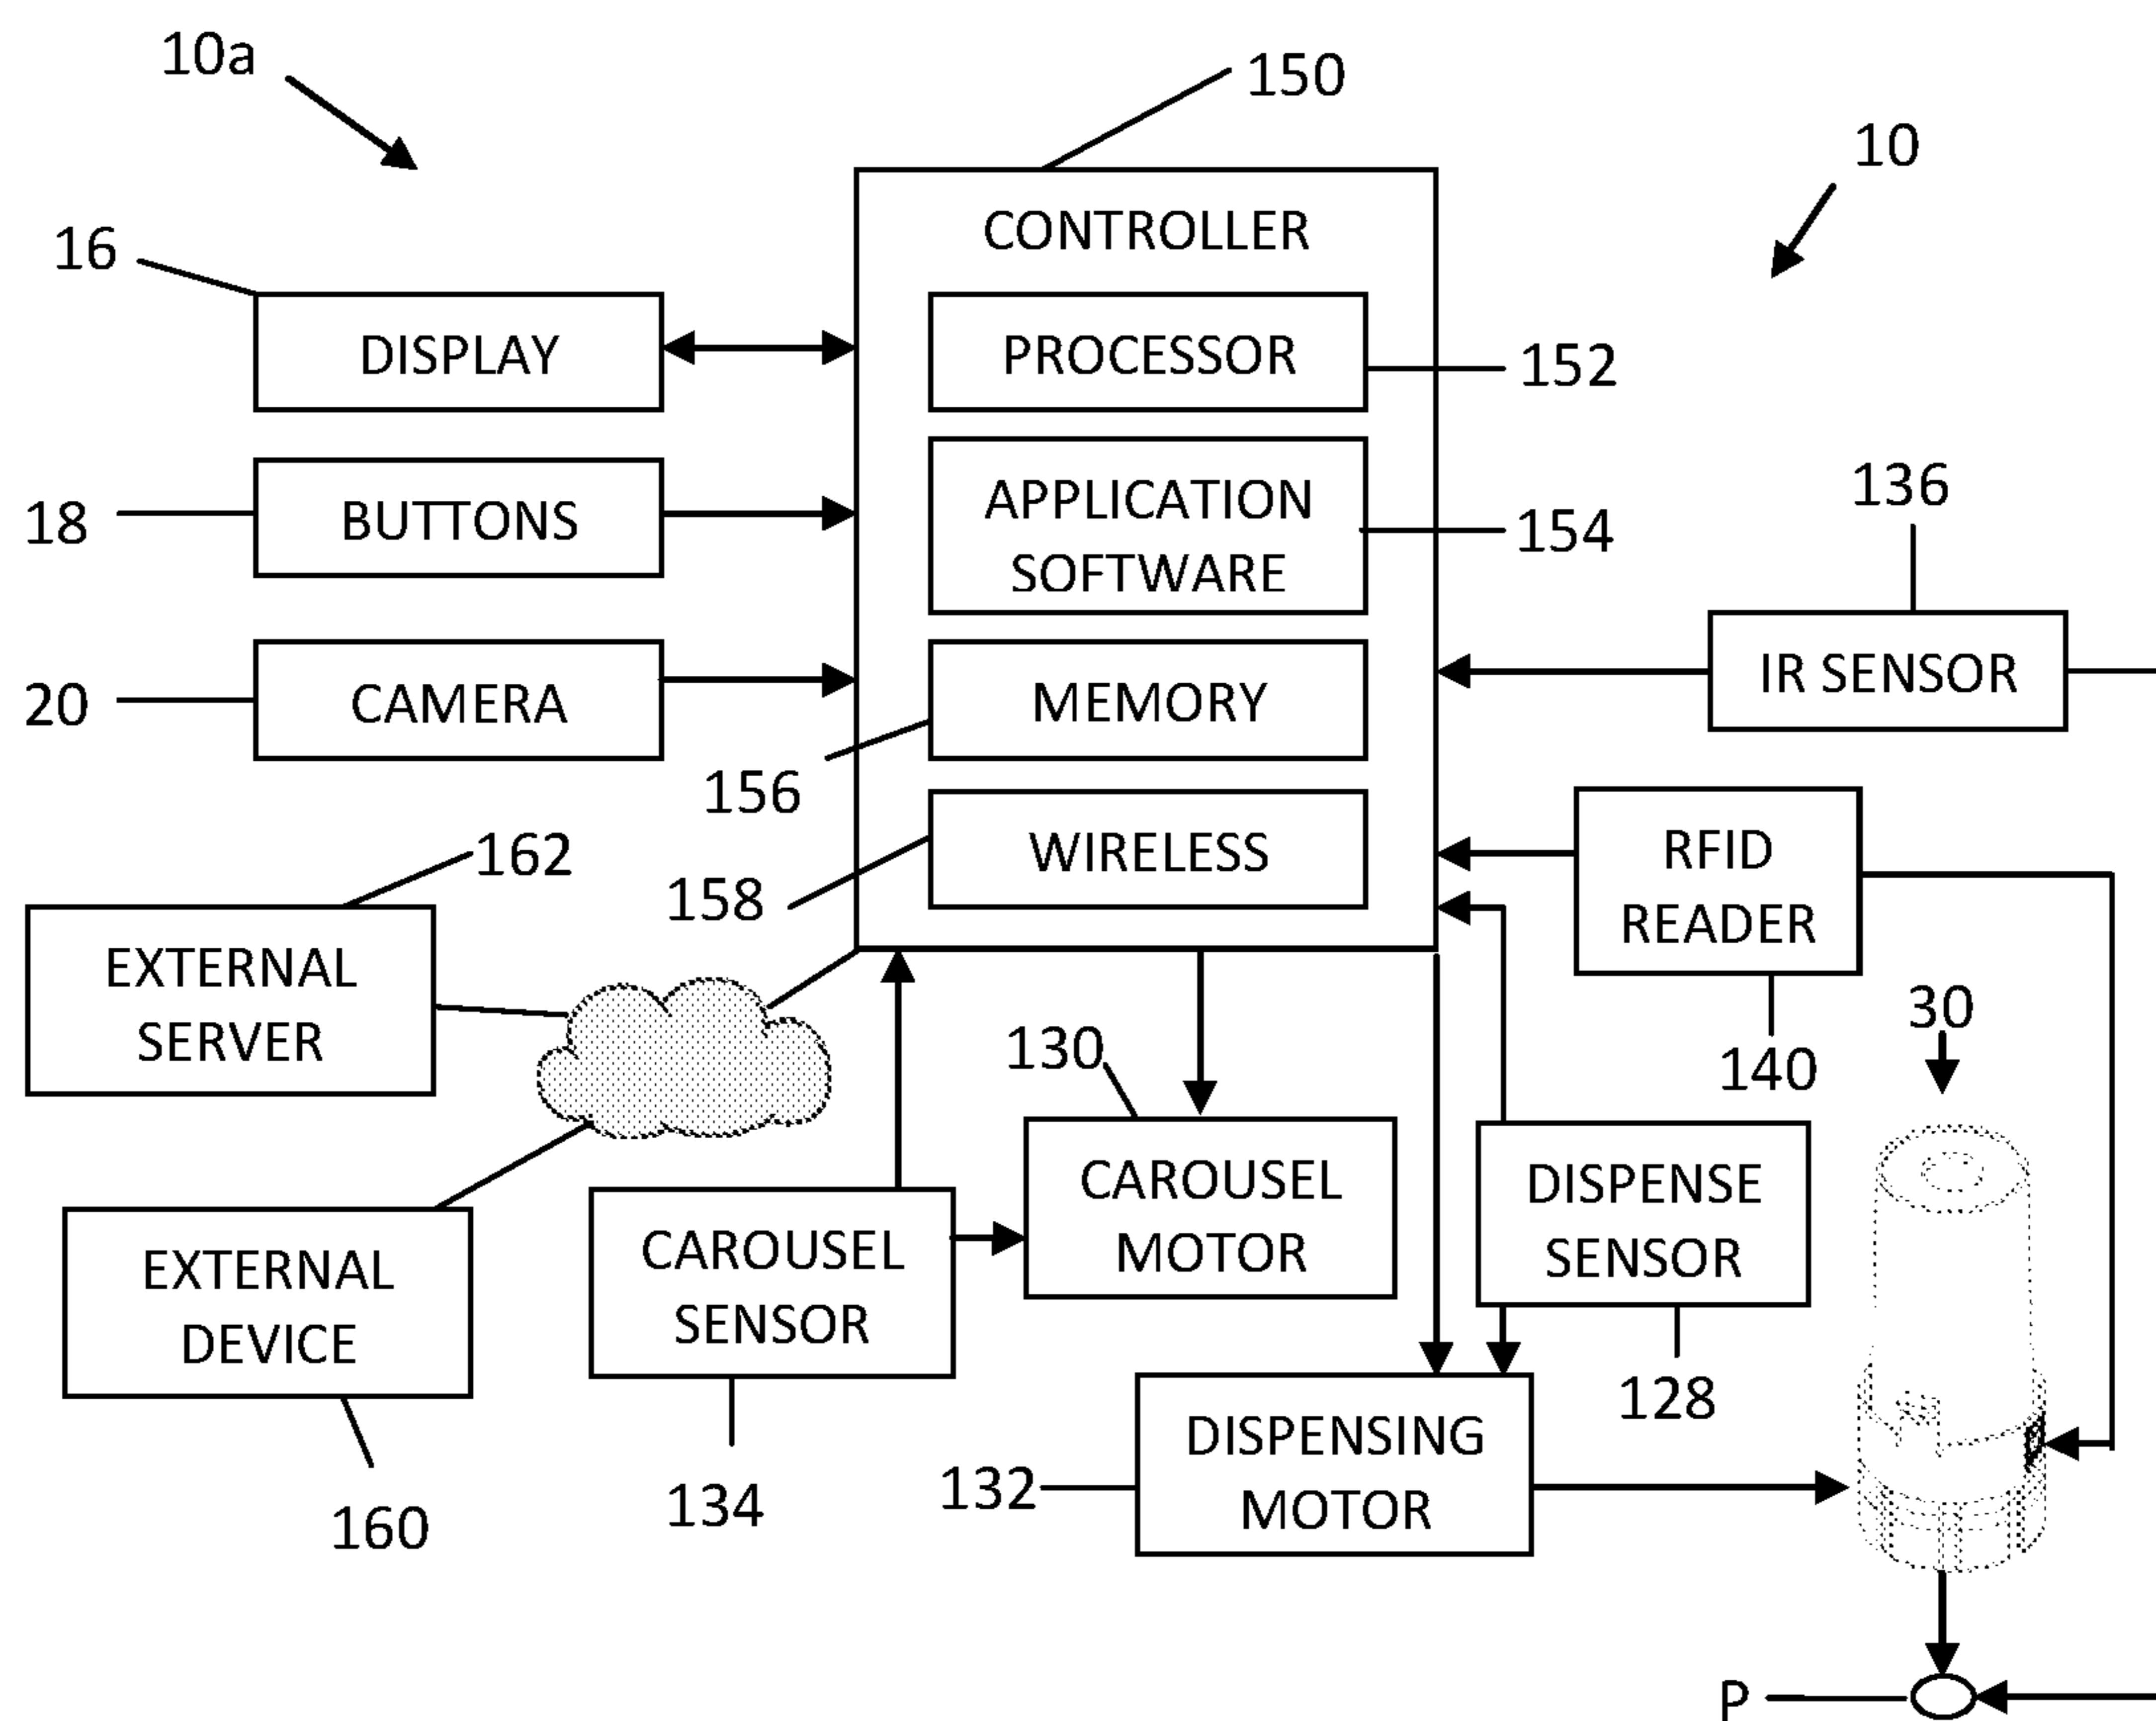 10a
150
10
CONTROLLER
16
DISPLAY
PROCESSOR
152
18
BUTTONS
APPLICATION
SOFTWARE
154
136
20
CAMERA
MEMORY
IR SENSOR
156
162
WIRELESS
158
RFID
READER
140
EXTERNAL
SERVER
30
130
CAROUSEL
MOTOR
DISPENSE
SENSOR
128
EXTERNAL
DEVICE
160
CAROUSEL
SENSOR
134
132
DISPENSING
MOTOR
P